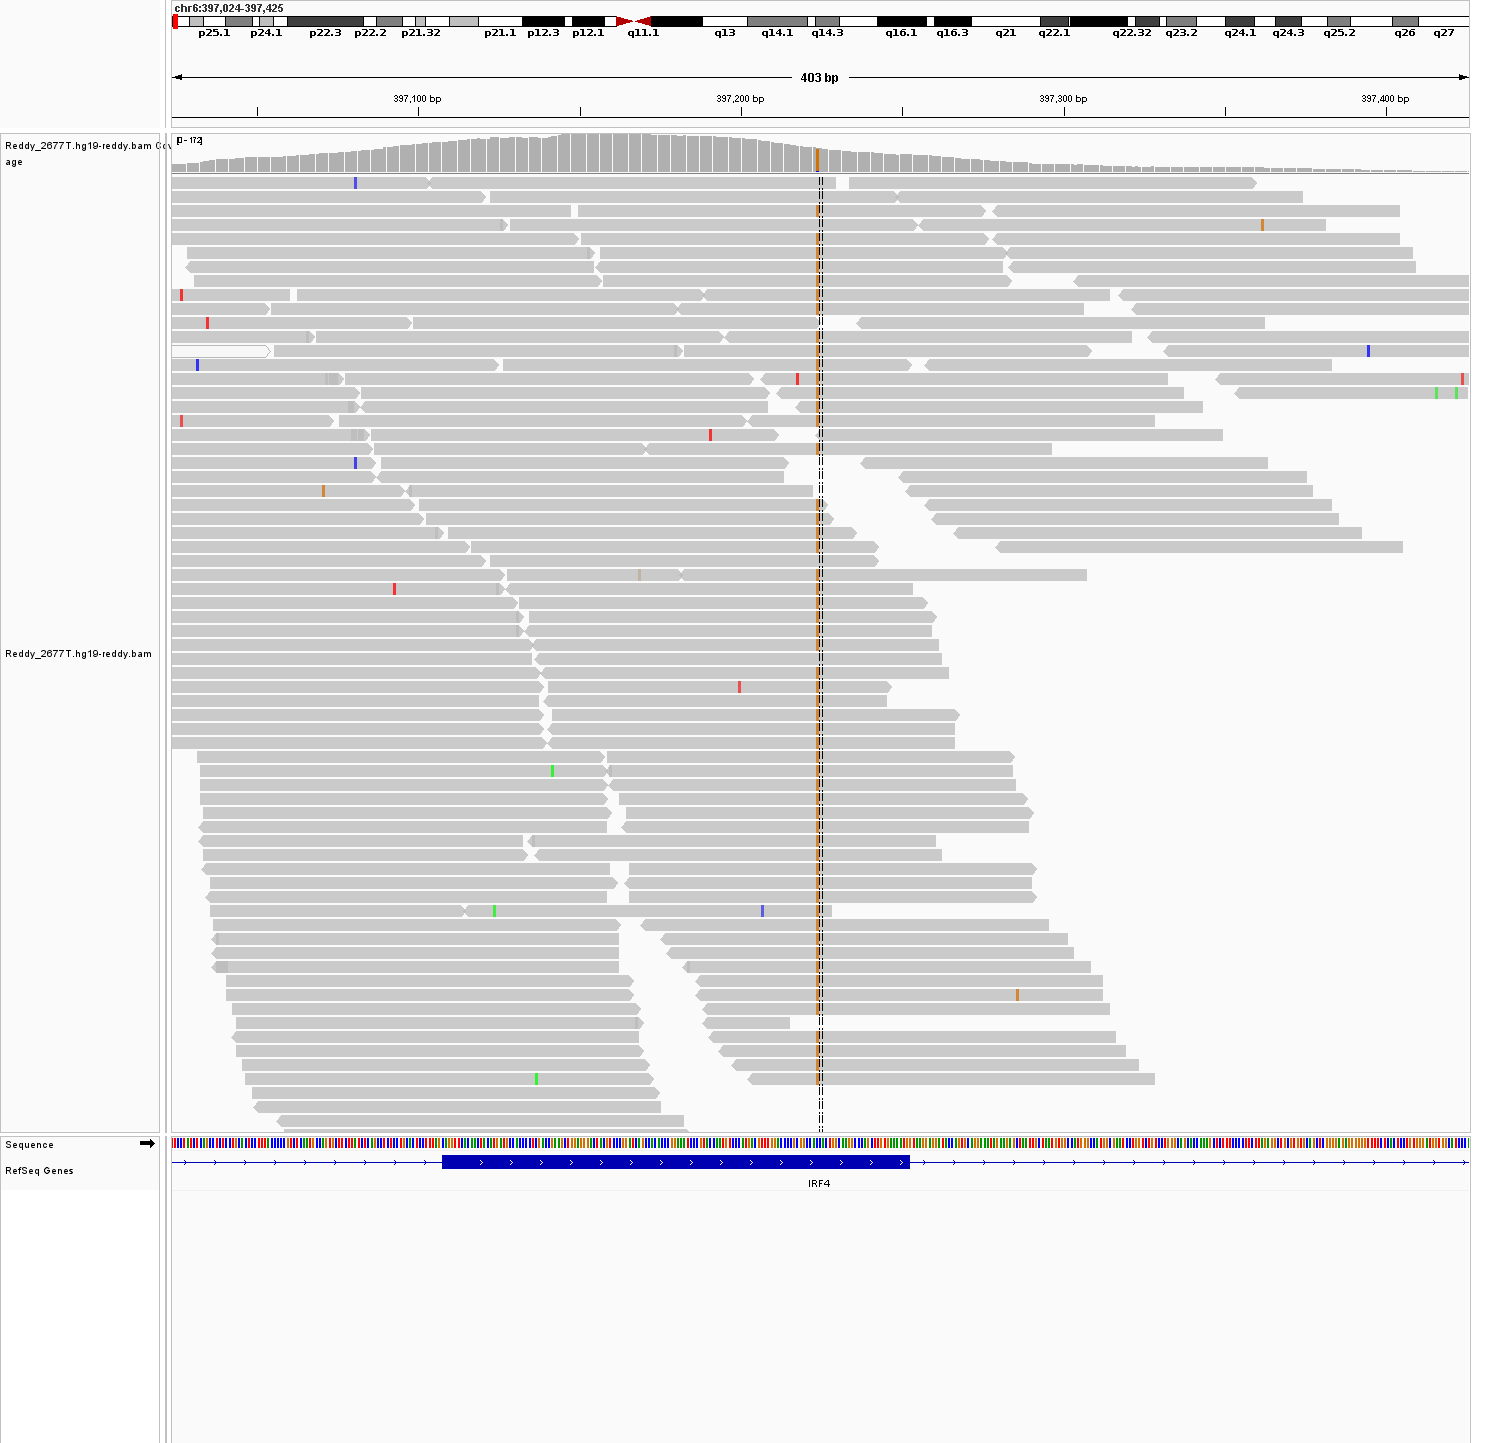 chr6:397,024-397,425
p25.1 p24.1 p22.3 p22.2 p21.32 p21.1 p12.3 p12.1 q11.1 q13 q14.1 q14.3 q16.1 q16.3 q21 q22.1 q22.32 q23.2 q24.1 q24.3 q25.2 q26 q27
403 bp
397,100 bp 397,200 bp 397,300 bp 397,400 bp
Reddy_2677T.hg19-reddy.bam Cov
age
[0 - 172]
Reddy_2677T.hg19-reddy.bam
Sequence
RefSeq Genes
IRF4